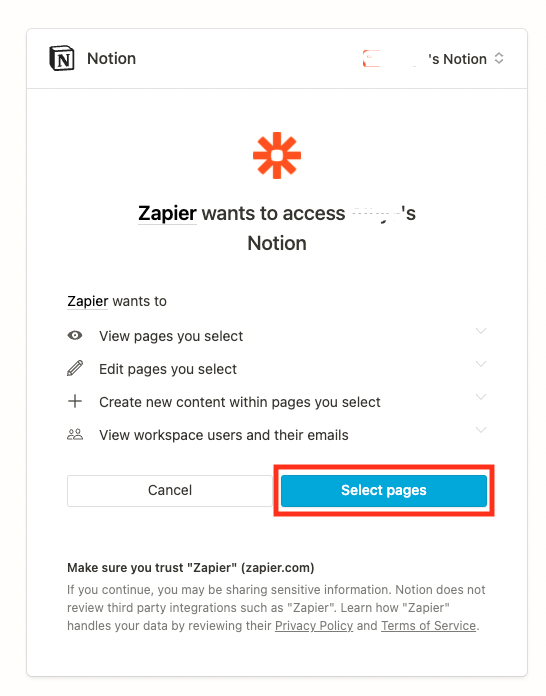 Notion
's Notion
Zapier wants to access 's
Notion
Zapier wants to
View pages you select
Edit pages you select
Create new content within pages you select
View workspace users and their emails
Cancel
Select pages
Make sure you trust "Zapier" (zapier.com)
If you continue, you may be sharing sensitive information. Notion does not
review third party integrations such as "Zapier". Learn how "Zapier"
handles your data by reviewing their Privacy Policy and Terms of Service.